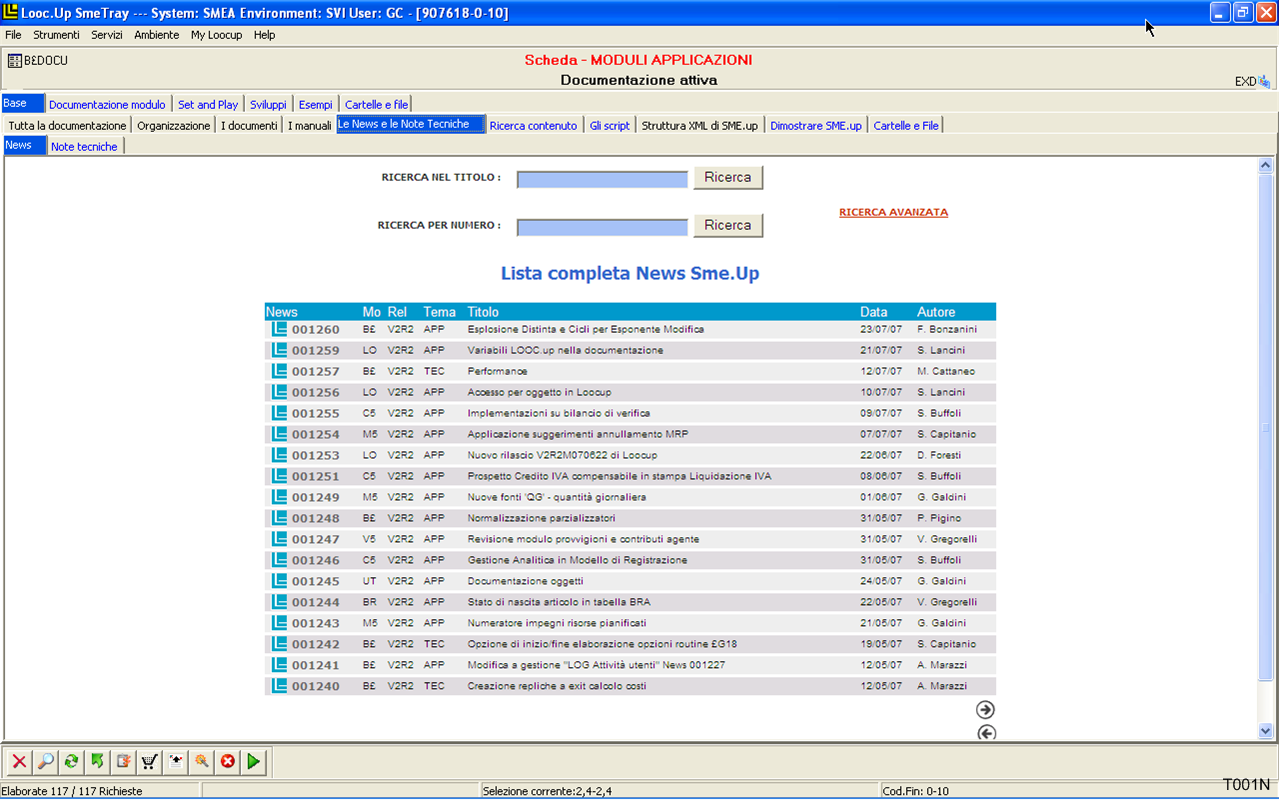 Looc.Up SmeTray --- System: SMEA Environment: SVI User: GC - [907618-0-10]
File Strumenti Servizi Ambiente My Loocup Help
B£DOCU
Scheda - MODULI APPLICAZIONI
Documentazione attiva
EXD
Base Documentazione modulo Set and Play Sviluppi Esempi Cartelle e file
Tutta la documentazione Organizzazione I documenti I manuali Le News e le Note Tecniche Ricerca contenuto Gli script Struttura XML di SME.up Dimostrare SME.up Cartelle e File
News Note tecniche
RICERCA NEL TITOLO : Ricerca
RICERCA AVANZATA
RICERCA PER NUMERO : Ricerca
Lista completa News Sme.Up
News Mo Rel Tema Titolo Data Autore
001260 B£ V2R2 APP Esplosione Distinta e Cicli per Esponente Modifica 23/07/07 F. Bonzanini
001259 LO V2R2 APP Variabili LOOC.up nella documentazione 21/07/07 S. Lancini
001257 B£ V2R2 TEC Performance 12/07/07 M. Cattaneo
001256 LO V2R2 APP Accesso per oggetto in Loocup 10/07/07 S. Lancini
001255 C5 V2R2 APP Implementazioni su bilancio di verifica 09/07/07 S. Buffoli
001254 M5 V2R2 APP Applicazione suggerimenti annullamento MRP 07/07/07 S. Capitanio
001253 LO V2R2 APP Nuovo rilascio V2R2M070622 di Loocup 22/06/07 D. Foresti
001251 C5 V2R2 APP Prospetto Credito IVA compensabile in stampa Liquidazione IVA 08/06/07 S. Buffoli
001249 M5 V2R2 APP Nuove fonti 'QG' - quantità giornaliera 01/06/07 G. Galdini
001248 B£ V2R2 APP Normalizzazione parzializzatori 31/05/07 P. Pigino
001247 V5 V2R2 APP Revisione modulo provvigioni e contributi agente 31/05/07 V. Gregorelli
001246 C5 V2R2 APP Gestione Analitica in Modello di Registrazione 31/05/07 S. Buffoli
001245 UT V2R2 APP Documentazione oggetti 24/05/07 G. Galdini
001244 BR V2R2 APP Stato di nascita articolo in tabella BRA 22/05/07 V. Gregorelli
001243 M5 V2R2 APP Numeratore impegni risorse pianificati 21/05/07 G. Galdini
001242 B£ V2R2 TEC Opzione di inizio/fine elaborazione opzioni routine £G18 19/05/07 S. Capitanio
001241 B£ V2R2 APP Modifica a gestione "LOG Attività utenti" News 001227 12/05/07 A. Marazzi
001240 B£ V2R2 TEC Creazione repliche a exit calcolo costi 12/05/07 A. Marazzi
Elaborate 117 / 117 Richieste Selezione corrente:2,4-2,4 Cod.Fin: 0-10
T001N